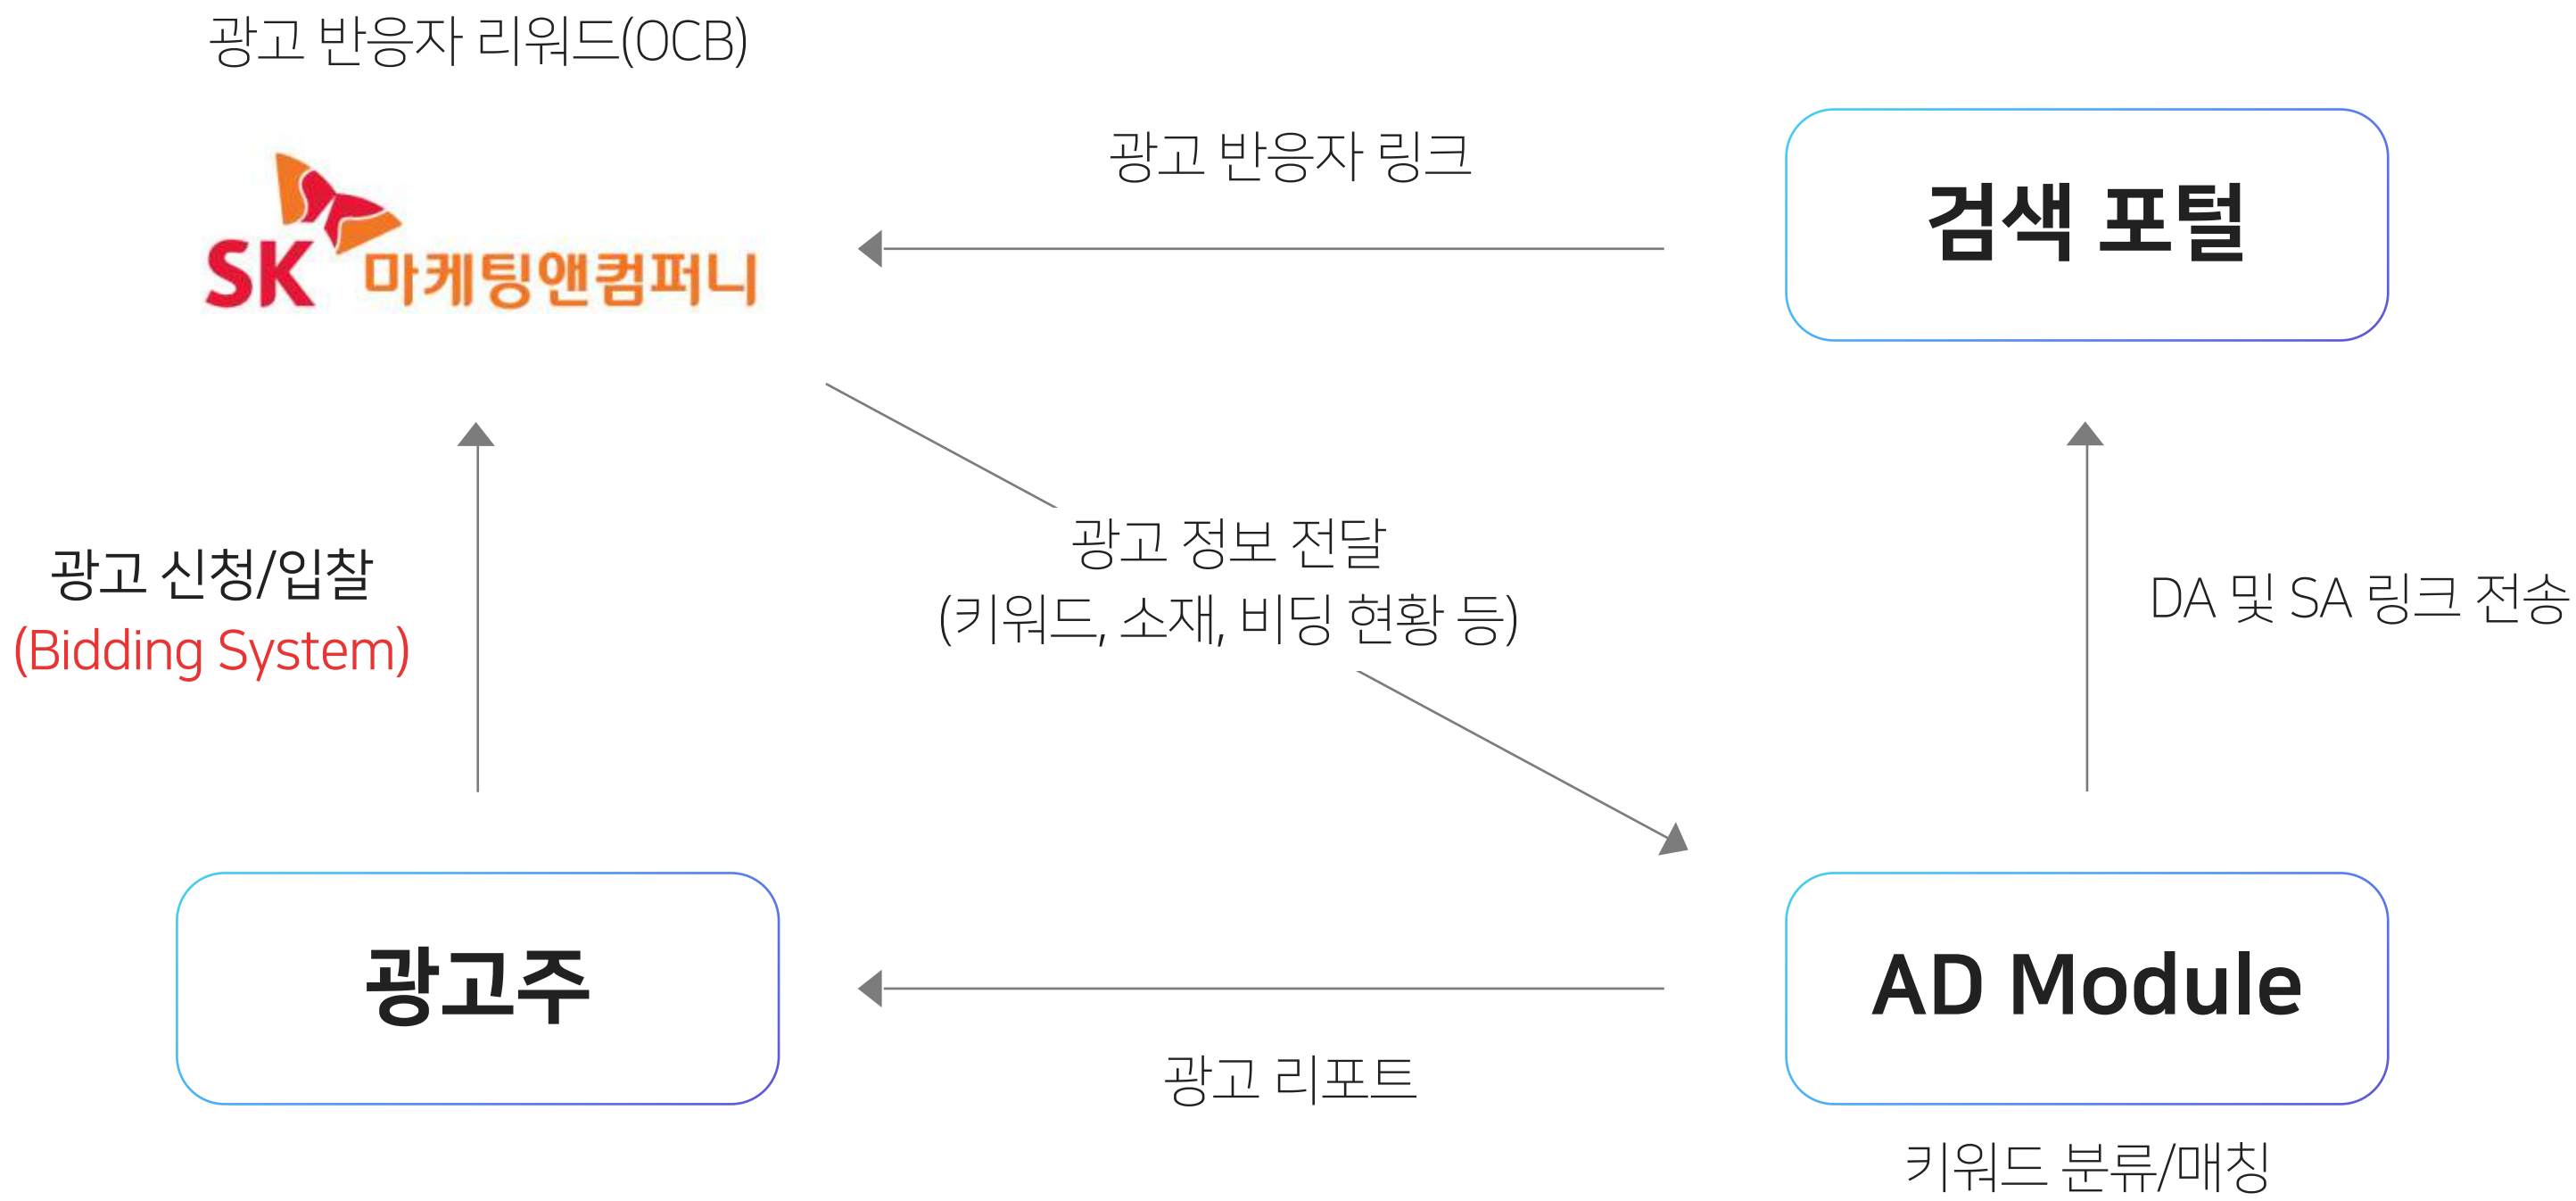 광고 반응자 리워드(OCB)
SK 마케팅앤컴퍼니
광고 반응자 링크
검색 포털
광고 신청/입찰
(Bidding System)
광고 정보 전달
(키워드, 소재, 비딩 현황 등)
DA 및 SA 링크 전송
광고주
광고 리포트
AD Module
키워드 분류/매칭